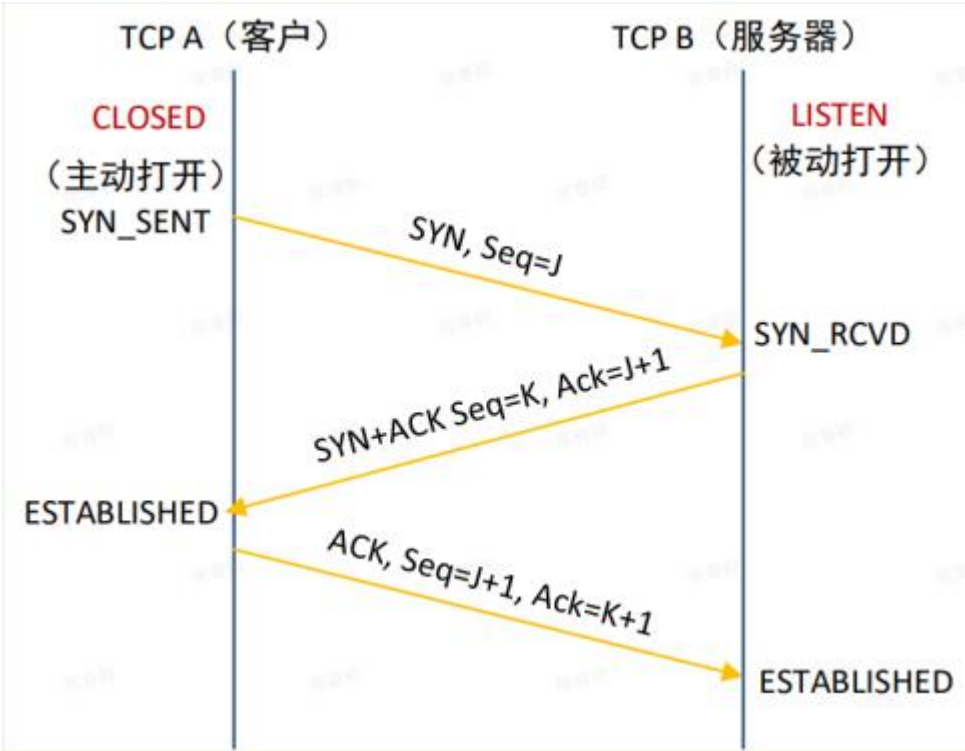 TCP A（客户）
TCP B（服务器）
CLOSED
LISTEN
（主动打开）
（被动打开）
SYN_SENT
SYN, Seq=J
SYN_RCVD
SYN+ACK Seq=K, Ack=J+1
ESTABLISHED
ACK, Seq=J+1, Ack=K+1
ESTABLISHED